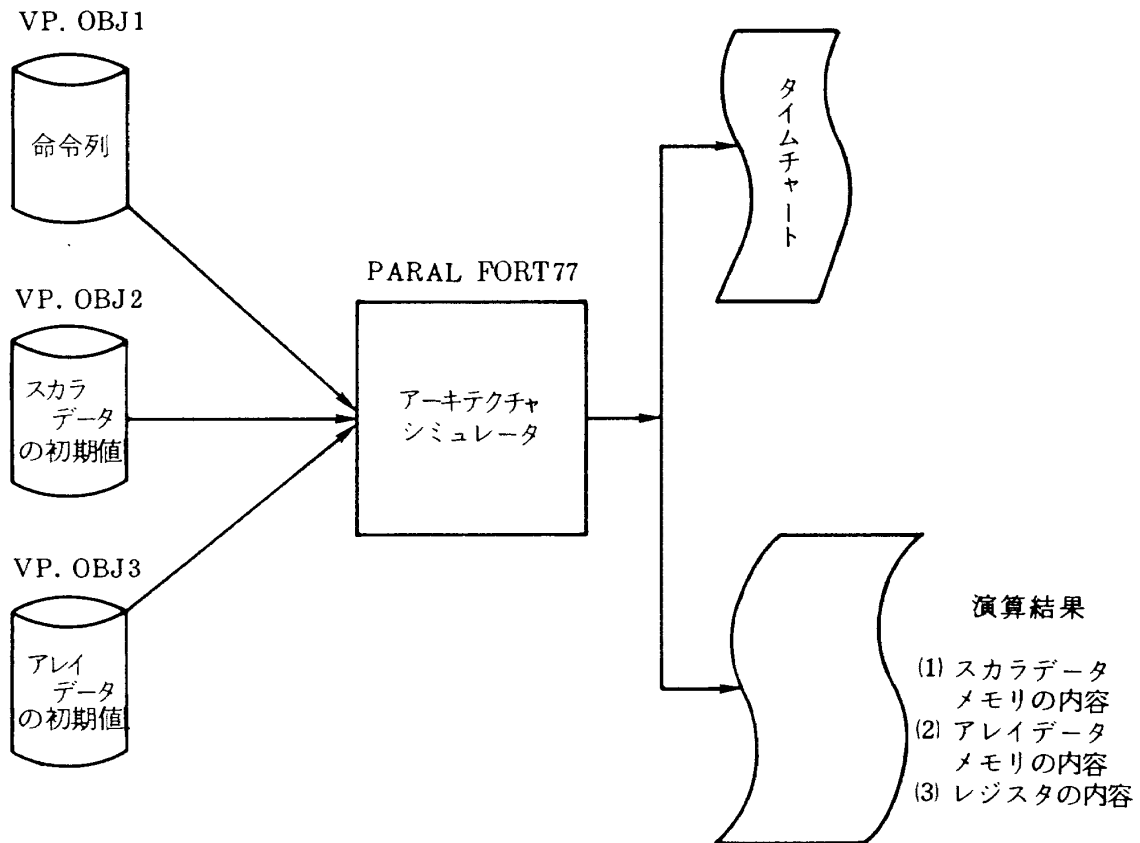 VP. OBJ1
命令列
VP. OBJ2
スカラ
データ
の初期値
VP. OBJ3
アレイ
データ
の初期値
PARAL FORT77
アーキテクチャ
シミュレータ
タイムチャート
演算結果
(1) スカラデータ
メモリの内容
(2) アレイデータ
メモリの内容
(3) レジスタの内容